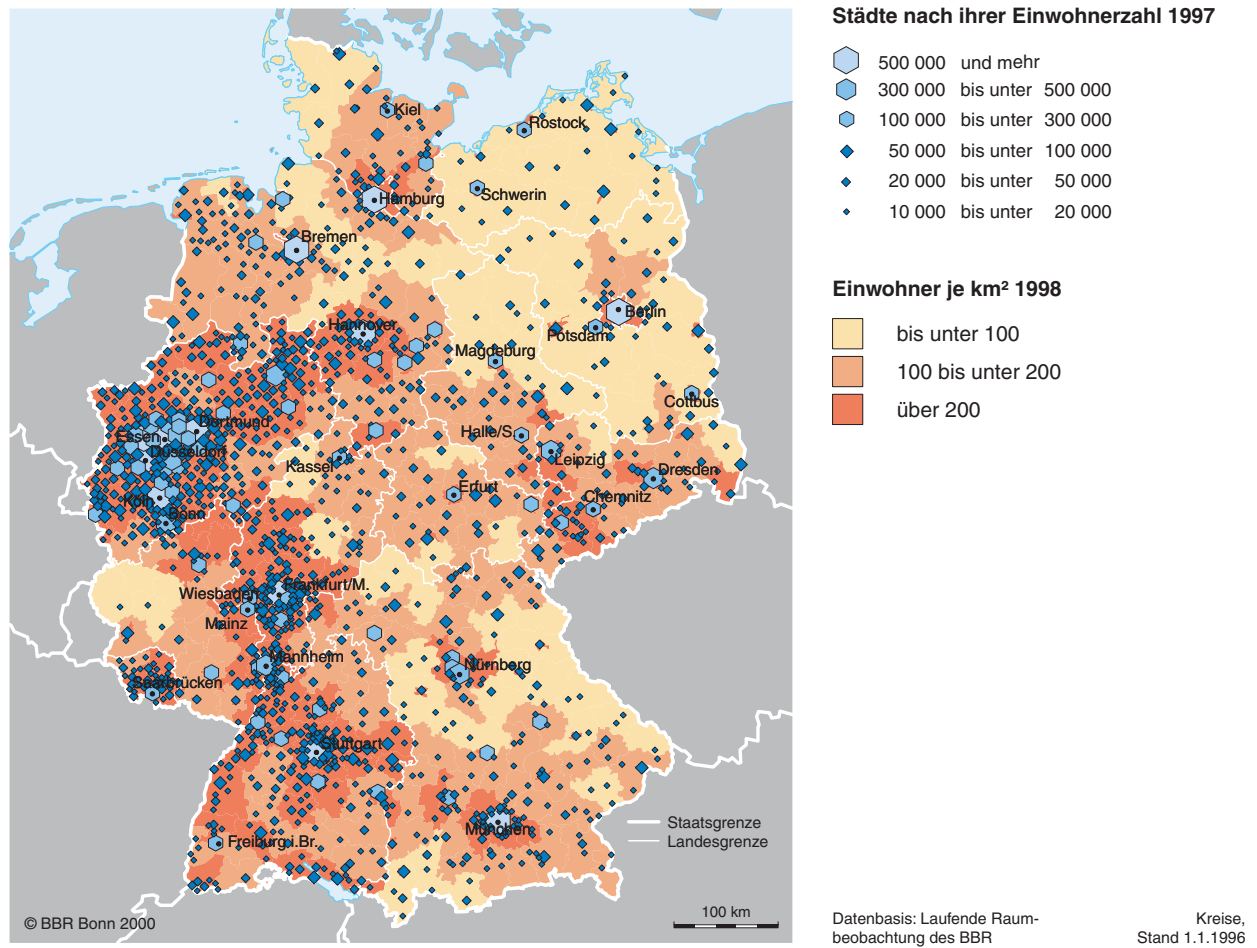 Städte nach ihrer Einwohnerzahl 1997
500 000 und mehr
300 000 bis unter 500 000
100 000 bis unter 300 000
50 000 bis unter 100 000
20 000 bis unter 50 000
10 000 bis unter 20 000
Einwohner je km² 1998
bis unter 100
100 bis unter 200
über 200
Kiel
Rostock
Schwerin
Hamburg
Bremen
Berlin
Hannover
Potsdam
Magdeburg
Cottbus
Dortmund
Essen
Halle/S.
Düsseldorf
Leipzig
Kassel
Dresden
Erfurt
Chemnitz
Köln
Bonn
Frankfurt/M.
Wiesbaden
Mainz
Mannheim
Nürnberg
Saarbrücken
Stuttgart
München
Freiburg i.Br.
Staatsgrenze
Landesgrenze
100 km
© BBR Bonn 2000
Datenbasis: Laufende Raum-
beobachtung des BBR
Kreise,
Stand 1.1.1996